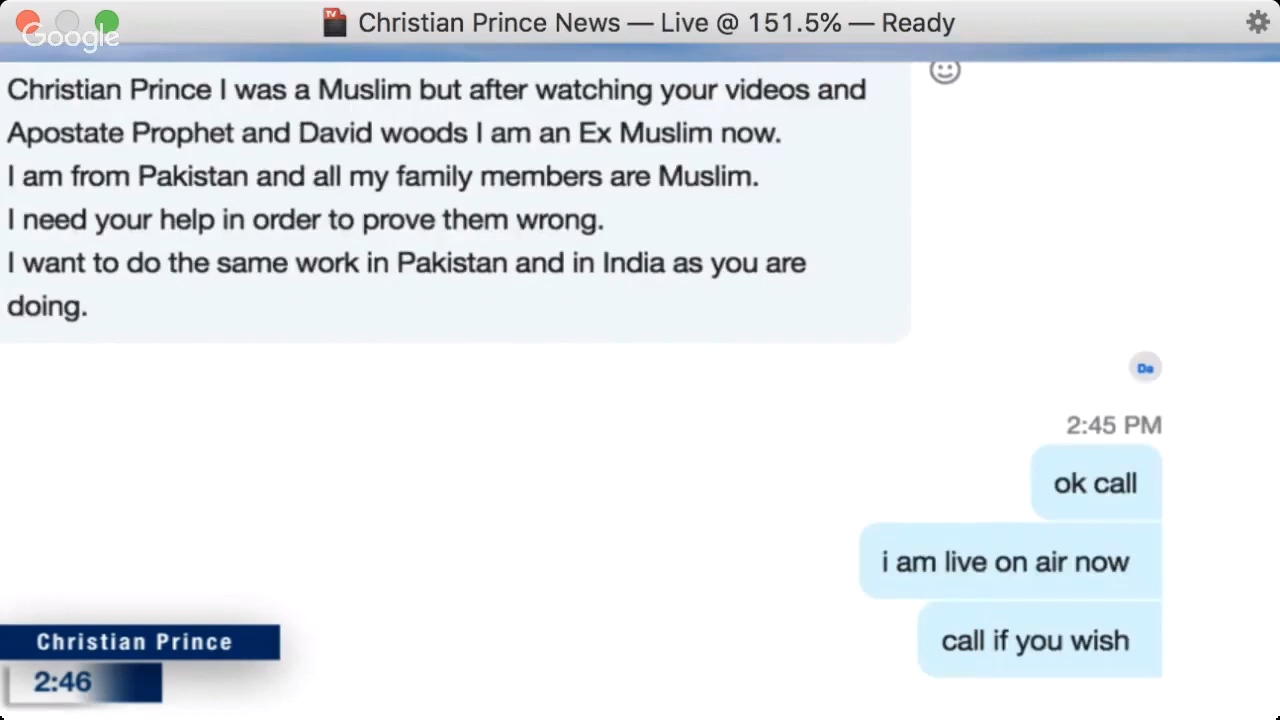 TV Christian Prince News — Live @ 151.5% — Ready
Google
Christian Prince I was a Muslim but after watching your videos and
Apostate Prophet and David woods I am an Ex Muslim now.
I am from Pakistan and all my family members are Muslim.
I need your help in order to prove them wrong.
I want to do the same work in Pakistan and in India as you are
doing.
Da
2:45 PM
ok call
i am live on air now
call if you wish
Christian Prince
2:46